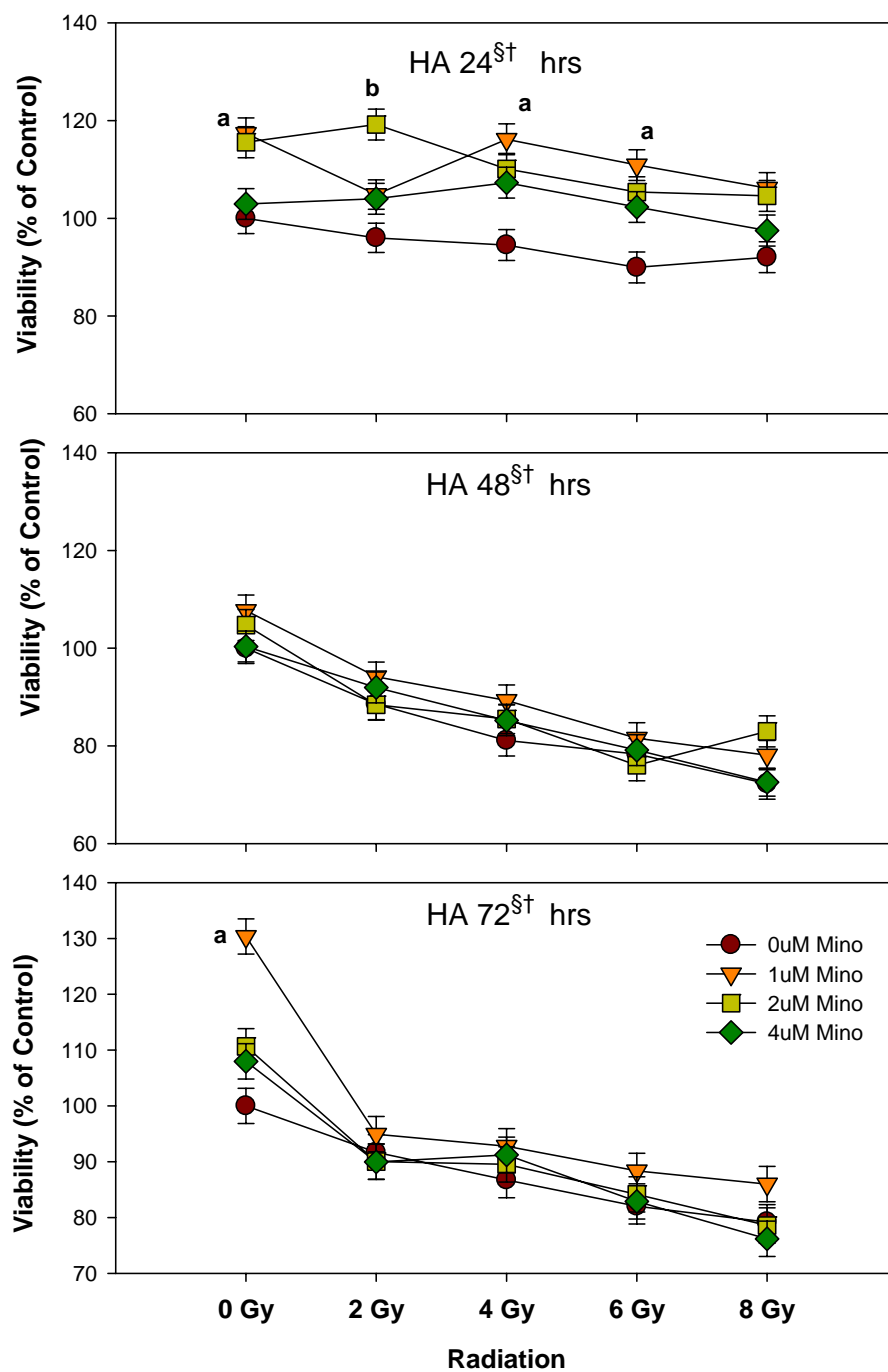 HA 24§† hrs
Viability (% of Control)
140
120
100
80
60
a
b
a
a
HA 48§† hrs
Viability (% of Control)
140
120
100
80
60
HA 72§† hrs
Viability (% of Control)
140
130
120
110
100
90
80
70
a
0uM Mino
1uM Mino
2uM Mino
4uM Mino
0 Gy 2 Gy 4 Gy 6 Gy 8 Gy
Radiation